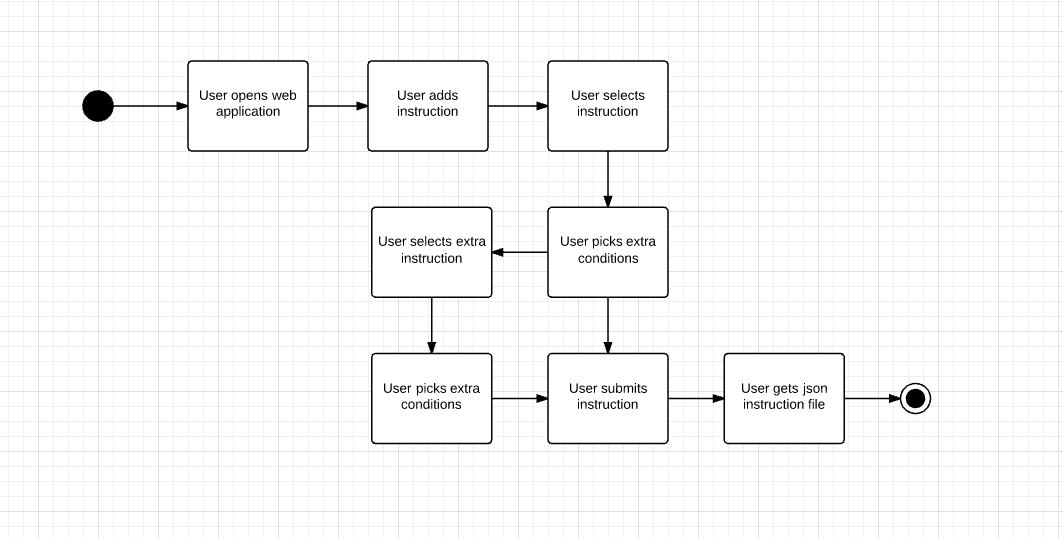 User opens web
application
User adds
instruction
User selects
instruction
User selects extra
instruction
User picks extra
conditions
User picks extra
conditions
User submits
instruction
User gets json
instruction file